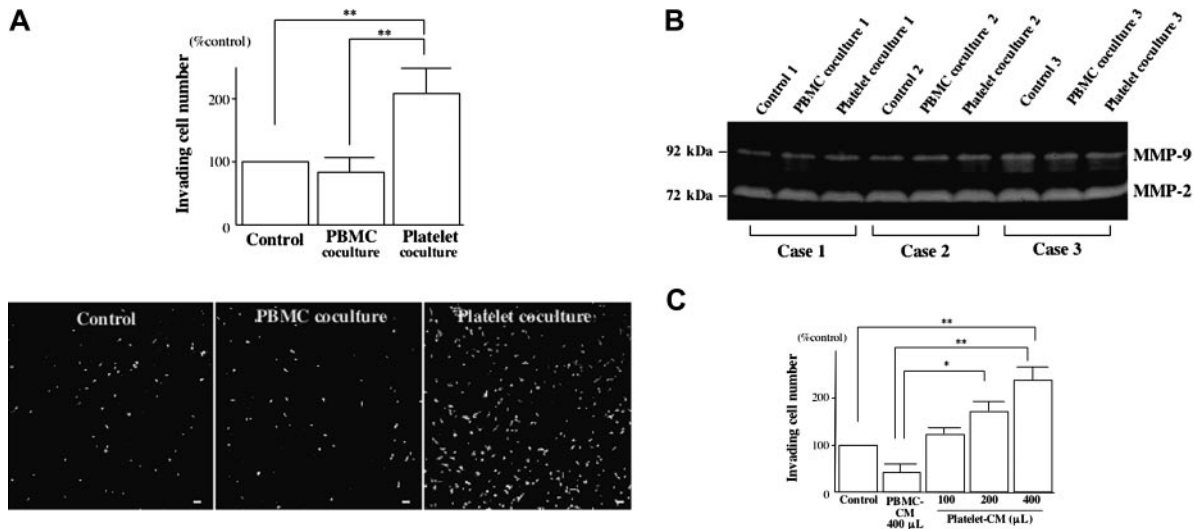 A
(%control)
**
**
Invading cell number
200
100
0
Control
PBMC
coculture
Platelet
coculture
Control
PBMC coculture
Platelet coculture
B
Control 1
PBMC coculture 1
Platelet coculture 1
Control 2
PBMC coculture 2
Platelet coculture 2
Control 3
PBMC coculture 3
Platelet coculture 3
92 kDa
MMP-9
72 kDa
MMP-2
Case 1
Case 2
Case 3
C
(%control)
**
**
*
Invading cell number
200
100
0
Control
PBMC-
CM
400 μL
100
200
400
Platelet-CM (μL)